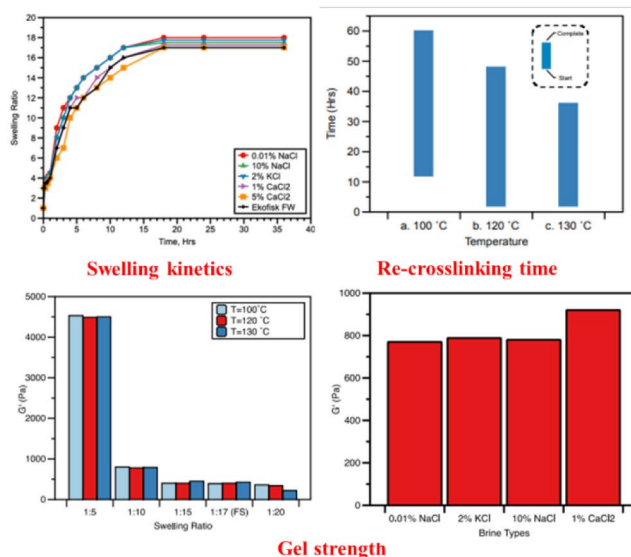 20
18
16
14
12
10
8
6
4
2
0
Swelling Ratio
0 5 10 15 20 25 30 35 40
Time, Hrs
0.01% NaCl
10% NaCl
2% KCl
1% CaCl2
5% CaCl2
Ekofisk FW
Swelling kinetics
60
50
40
30
20
10
0
Time (Hrs)
Complete
Start
a. 100 °C b. 120 °C c. 130 °C
Temperature
Re-crosslinking time
5000
4000
3000
2000
1000
0
G' (Pa)
T=100°C
T=120 °C
T=130 °C
1:5 1:10 1:15 1:17 (FS) 1:20
Swelling Ratio
1000
800
600
400
200
0
G' (Pa)
0.01% NaCl 2% KCl 10% NaCl 1% CaCl2
Brine Types
Gel strength